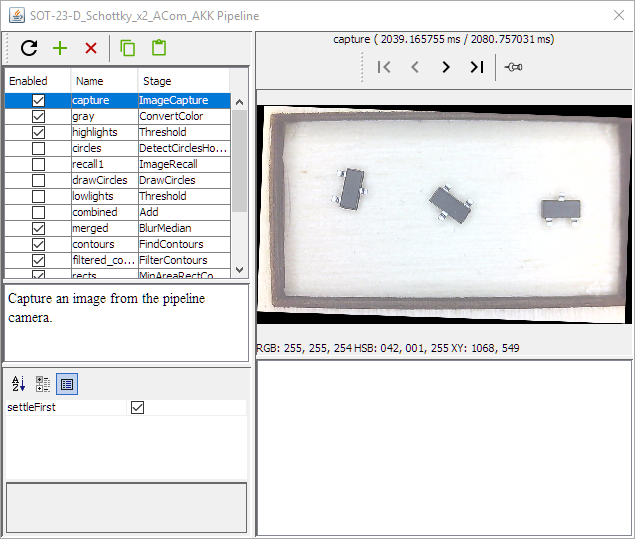 SOT-23-D_Schottky_x2_ACom_AKK Pipeline
capture ( 2039.165755 ms / 2080.757031 ms)
Enabled Name Stage
capture ImageCapture
gray ConvertColor
highlights Threshold
circles DetectCirclesHo...
recall1 ImageRecall
drawCircles DrawCircles
lowlights Threshold
combined Add
merged BlurMedian
contours FindContours
filtered_co... FilterContours
rects MinAreaRectCo...
Capture an image from the pipeline
camera.
RGB: 255, 255, 254 HSB: 042, 001, 255 XY: 1068, 549
settleFirst